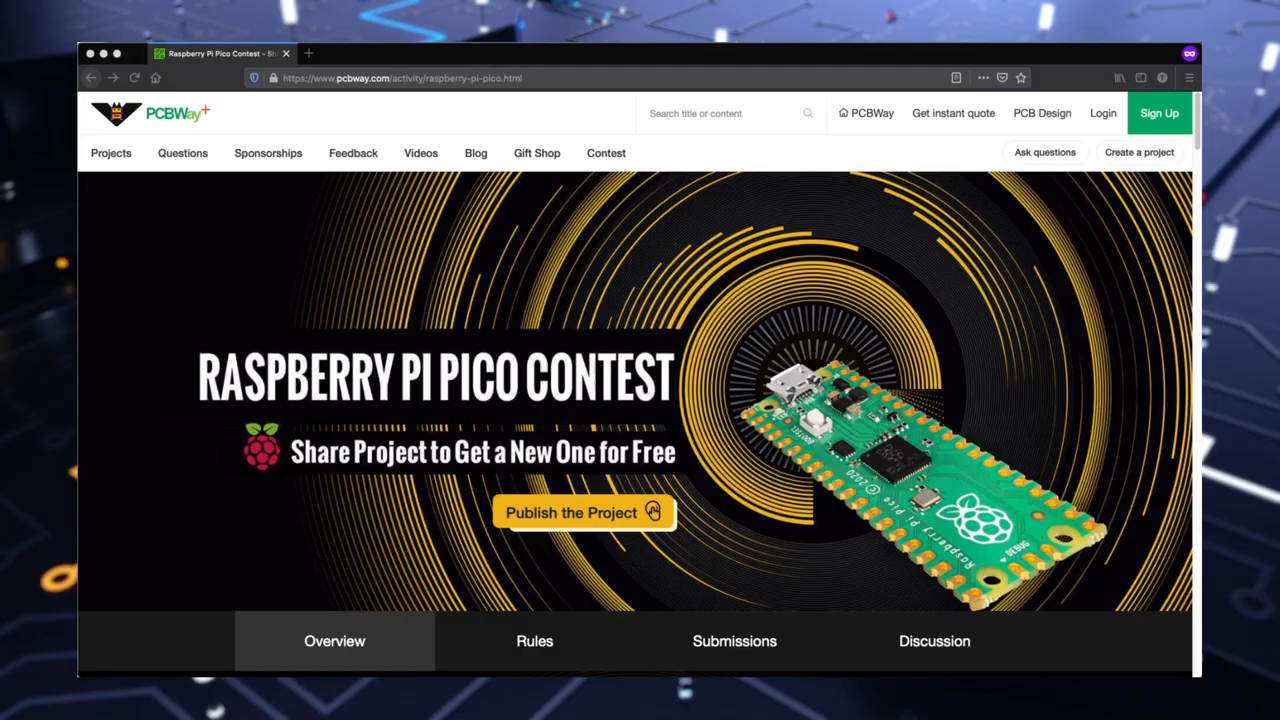 Raspberry Pi Pico Contest - Sh
https://www.pcbway.com/activity/raspberry-pi-pico.html
PCBWay+
Search title or content
PCBWay
Get instant quote
PCB Design
Login
Sign Up
Projects
Questions
Sponsorships
Feedback
Videos
Blog
Gift Shop
Contest
Ask questions
Create a project
RASPBERRY PI PICO CONTEST
Share Project to Get a New One for Free
Publish the Project
BOOTSEL
Raspberry Pi Pico © 2020
DEBUG
Overview
Rules
Submissions
Discussion